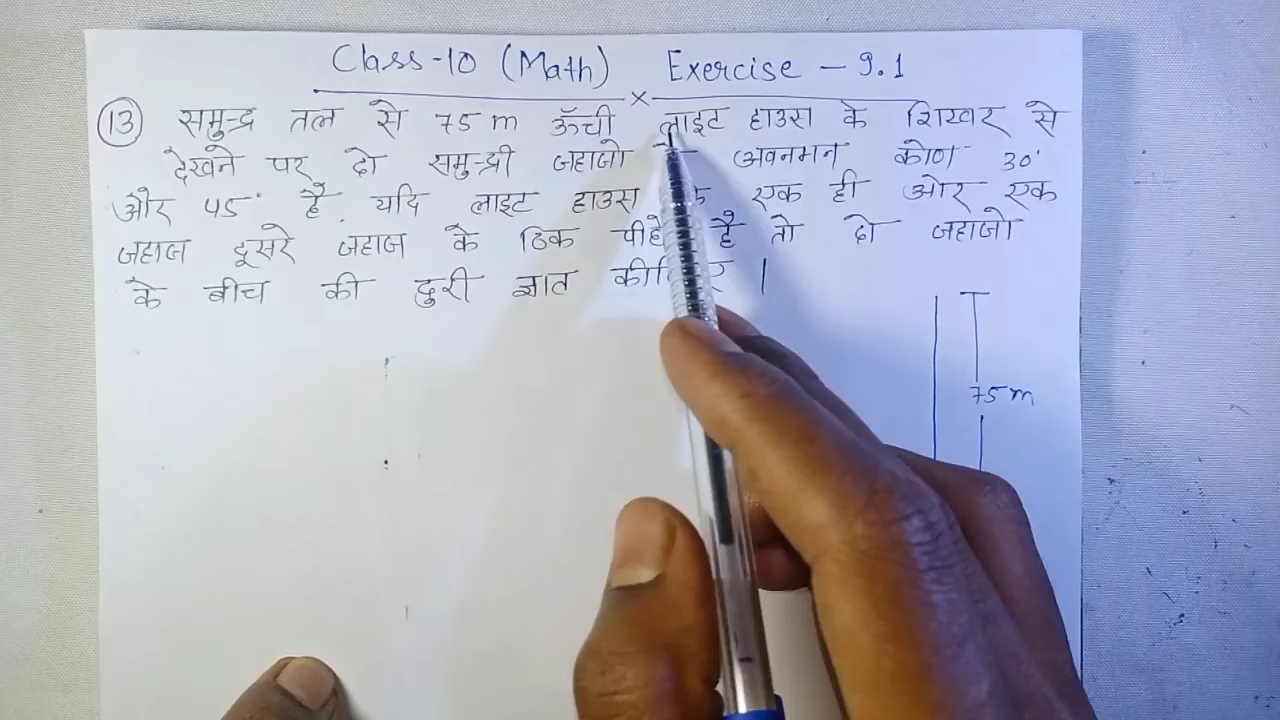 Class-10 (Math) Exercise - 9.1
(13) समुन्द्र तल से 75 m ऊँची लाइट हाउस के शिखर से
देखने पर दो समुन्द्री जहाजो अवनमन कोण 30°
और 45° है. यदि लाइट हाउस के एक ही ओर एक
जहाज दूसरे जहाज के ठिक पीछे है तो दो जहाजो
के बीच की दुरी ज्ञात ।
75 m